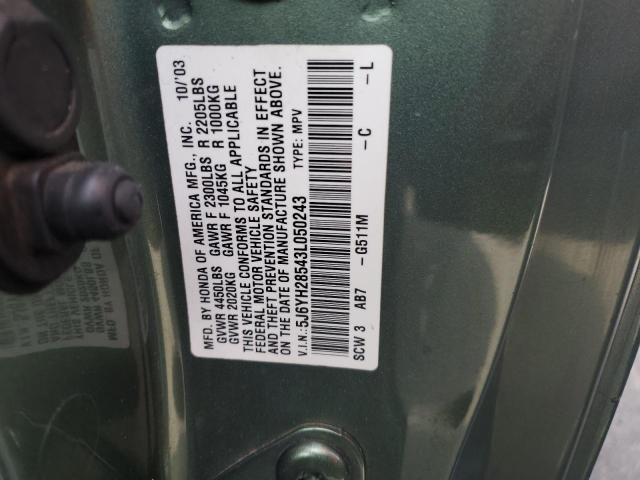 MFD. BY HONDA OF AMERICA MFG., INC. 10/'03
GVWR 4450LBS GAWR F 2300LBS R 2205LBS
GVWR 2020KG GAWR F 1045KG R 1000KG
THIS VEHICLE CONFORMS TO ALL APPLICABLE
FEDERAL MOTOR VEHICLE SAFETY
AND THEFT PREVENTION STANDARDS IN EFFECT
ON THE DATE OF MANUFACTURE SHOWN ABOVE.
V.I.N.:5J6YH28543L050243 TYPE: MPV
SCW 3 AB7 -G511M -C -L